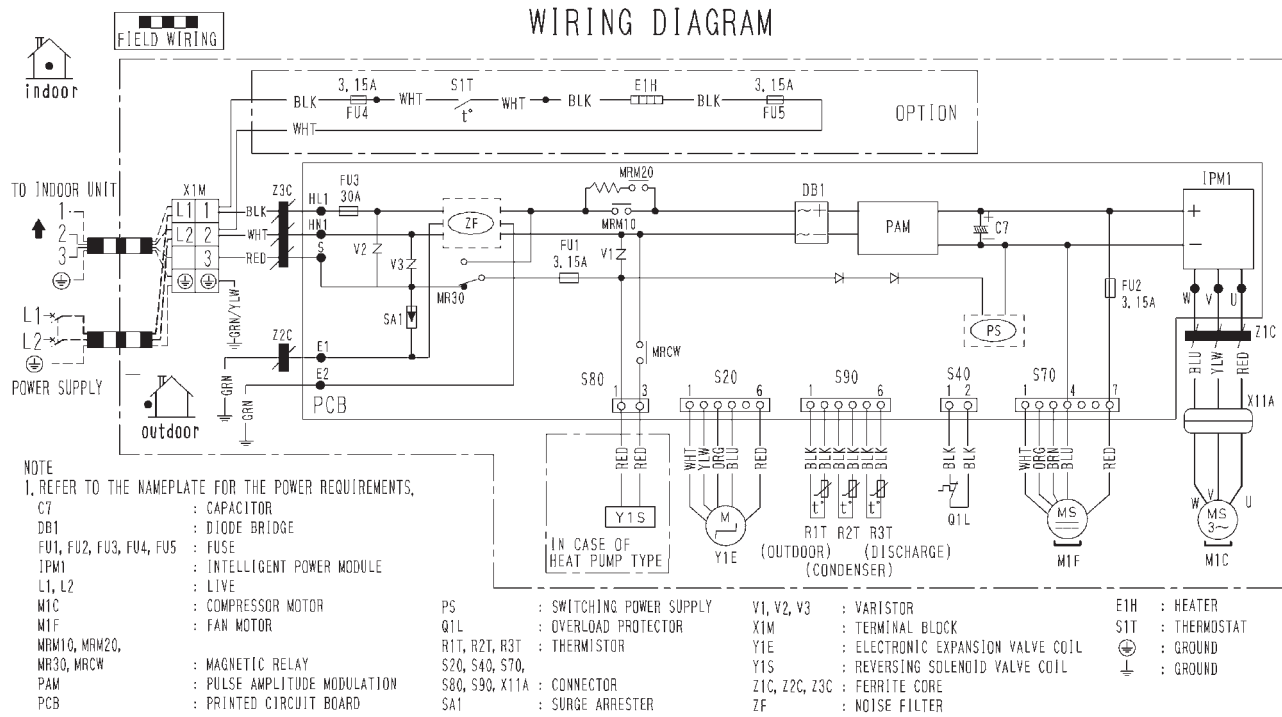 WIRING DIAGRAM
FIELD WIRING
indoor
OPTION
BLK 3.15A FU4 WHT S1T t° WHT BLK E1H BLK 3.15A FU5
WHT
TO INDOOR UNIT
1
2
3
X1M
L1 1
L2 2
3
Z3C
BLK
WHT
RED
HL1
HN1
S
FU3
30A
V2
V3
ZF
MRM20
MRM10
V1
DB1
PAM
C7
IPM1
FU1
3.15A
MR30
SA1
PS
FU2
3.15A
W V U
Z1C
BLU YLW RED
X11A
L1
L2
POWER SUPPLY
GRN/YLW
Z2C
E1
E2
GRN
GRN
PCB
outdoor
MRCW
S80
1 3
S20
1 6
S90
1 6
S40
1 2
S70
1 4 7
RED RED
WHT YLW ORG BLU RED
BLK BLK BLK BLK BLK BLK
BLK BLK
WHT ORG BRN BLU RED
Y1S
IN CASE OF
HEAT PUMP TYPE
M
Y1E
t° t° t°
R1T R2T R3T
(OUTDOOR) (DISCHARGE)
(CONDENSER)
Q1L
MS
M1F
W V U
MS
3~
M1C
NOTE
1. REFER TO THE NAMEPLATE FOR THE POWER REQUIREMENTS.
C7 : CAPACITOR
DB1 : DIODE BRIDGE
FU1, FU2, FU3, FU4, FU5 : FUSE
IPM1 : INTELLIGENT POWER MODULE
L1, L2 : LIVE
M1C : COMPRESSOR MOTOR
M1F : FAN MOTOR
MRM10, MRM20,
MR30, MRCW : MAGNETIC RELAY
PAM : PULSE AMPLITUDE MODULATION
PCB : PRINTED CIRCUIT BOARD
PS : SWITCHING POWER SUPPLY
Q1L : OVERLOAD PROTECTOR
R1T, R2T, R3T : THERMISTOR
S20, S40, S70,
S80, S90, X11A : CONNECTOR
SA1 : SURGE ARRESTER
V1, V2, V3 : VARISTOR
X1M : TERMINAL BLOCK
Y1E : ELECTRONIC EXPANSION VALVE COIL
Y1S : REVERSING SOLENOID VALVE COIL
Z1C, Z2C, Z3C : FERRITE CORE
ZF : NOISE FILTER
E1H : HEATER
S1T : THERMOSTAT
: GROUND
: GROUND